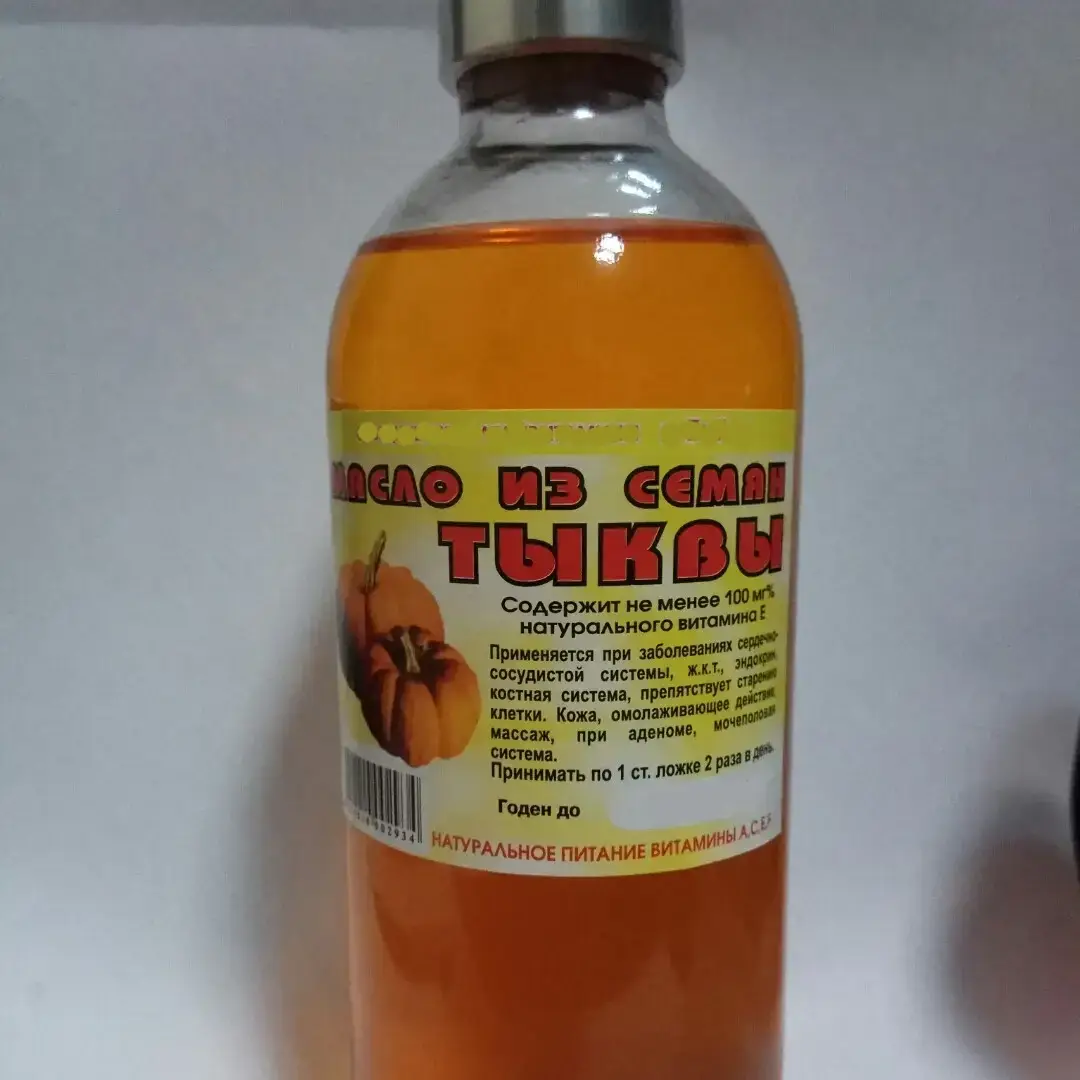 МАСЛО ИЗ СЕМЯН
ТЫКВЫ
Содержит не менее 100 мг%
натурального витамина Е
Применяется при заболеваниях сердечно-
сосудистой системы, ж.к.т., эндокрин,
костная система, препятствует старению
клетки. Кожа, омолаживающее действие,
массаж, при аденоме, мочеполовая
система.
Принимать по 1 ст. ложке 2 раза в день.
Годен до
002934
НАТУРАЛЬНОЕ ПИТАНИЕ ВИТАМИНЫ А,С,Е,F